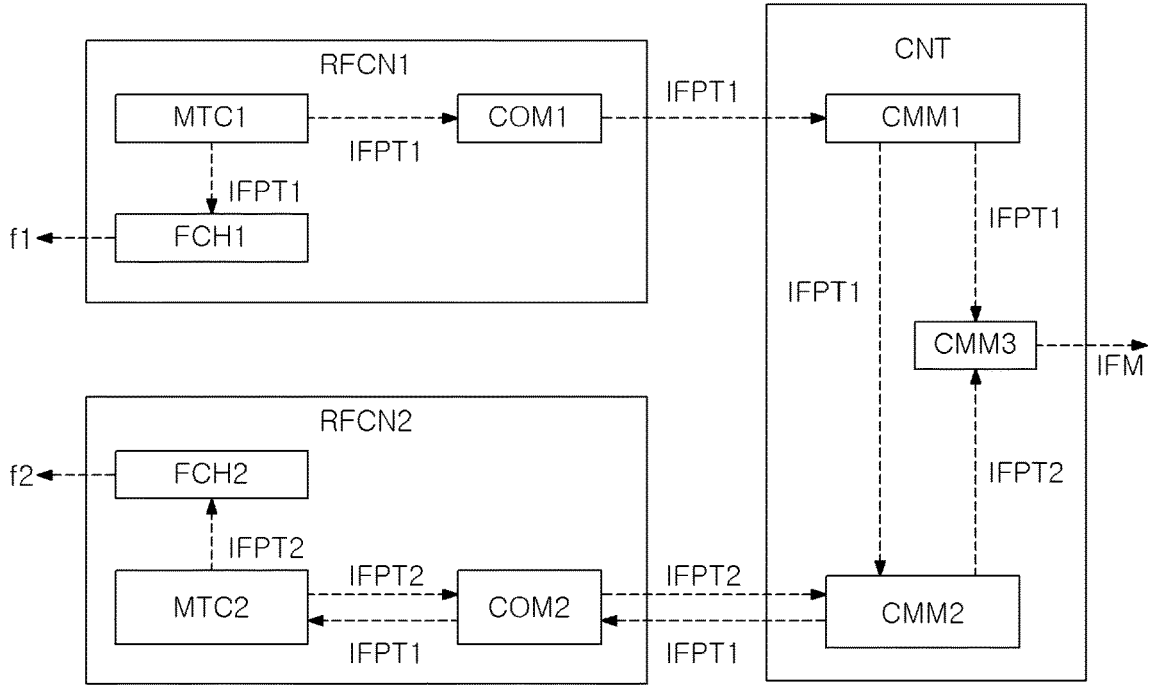 CNT
RFCN1
IFPT1
MTC1
COM1
CMM1
IFPT1
IFPT1
IFPT1
FCH1
f1
IFPT1
CMM3
IFM
RFCN2
FCH2
f2
IFPT2
IFPT2
IFPT2
IFPT2
MTC2
COM2
CMM2
IFPT1
IFPT1